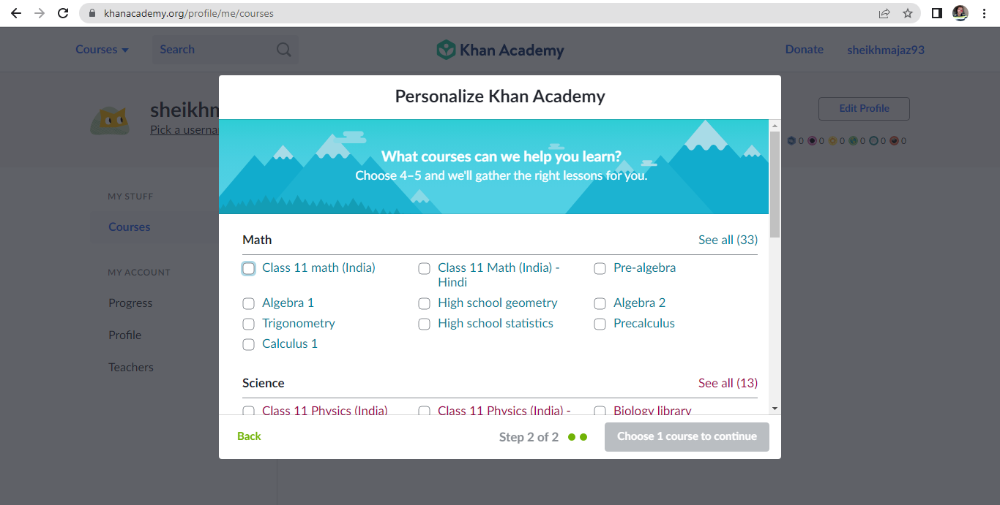 khanacademy.org/profile/me/courses
Courses
Search
Khan Academy
Donate
sheikhmajaz93
Personalize Khan Academy
sheikhm
Pick a userna
Edit Profile
0 0 0 0 0 0
What courses can we help you learn?
Choose 4–5 and we'll gather the right lessons for you.
MY STUFF
Courses
MY ACCOUNT
Progress
Profile
Teachers
Math
See all (33)
Class 11 math (India)
Class 11 Math (India) -
Hindi
Pre-algebra
Algebra 1
High school geometry
Algebra 2
Trigonometry
High school statistics
Precalculus
Calculus 1
Science
See all (13)
Class 11 Physics (India)
Class 11 Physics (India) -
Biology library
Back
Step 2 of 2
Choose 1 course to continue